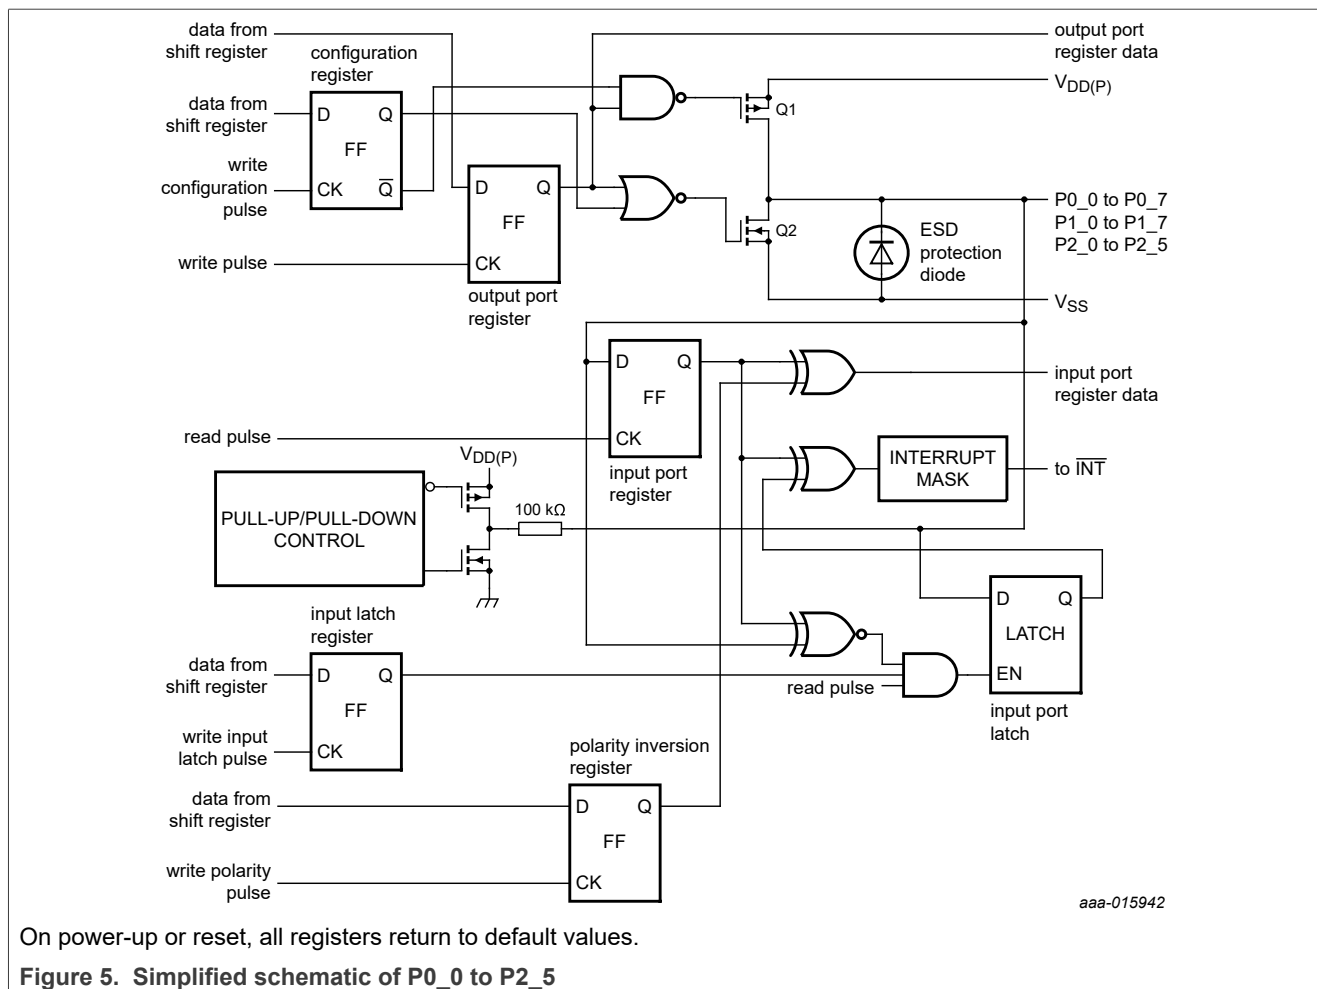 data from
shift register
configuration
register
output port
register data
VDD(P)
data from
shift register
D
Q
FF
CK
Q
write
configuration
pulse
Q1
D
Q
FF
CK
Q2
P0_0 to P0_7
P1_0 to P1_7
P2_0 to P2_5
ESD
protection
diode
write pulse
output port
register
VSS
D
Q
FF
CK
input port
register data
read pulse
input port
register
INTERRUPT
MASK
to INT
VDD(P)
PULL-UP/PULL-DOWN
CONTROL
100 kΩ
input latch
register
D
Q
LATCH
EN
data from
shift register
D
Q
FF
CK
read pulse
input port
latch
write input
latch pulse
polarity inversion
register
data from
shift register
D
Q
FF
CK
write polarity
pulse
aaa-015942
On power-up or reset, all registers return to default values.
Figure 5. Simplified schematic of P0_0 to P2_5